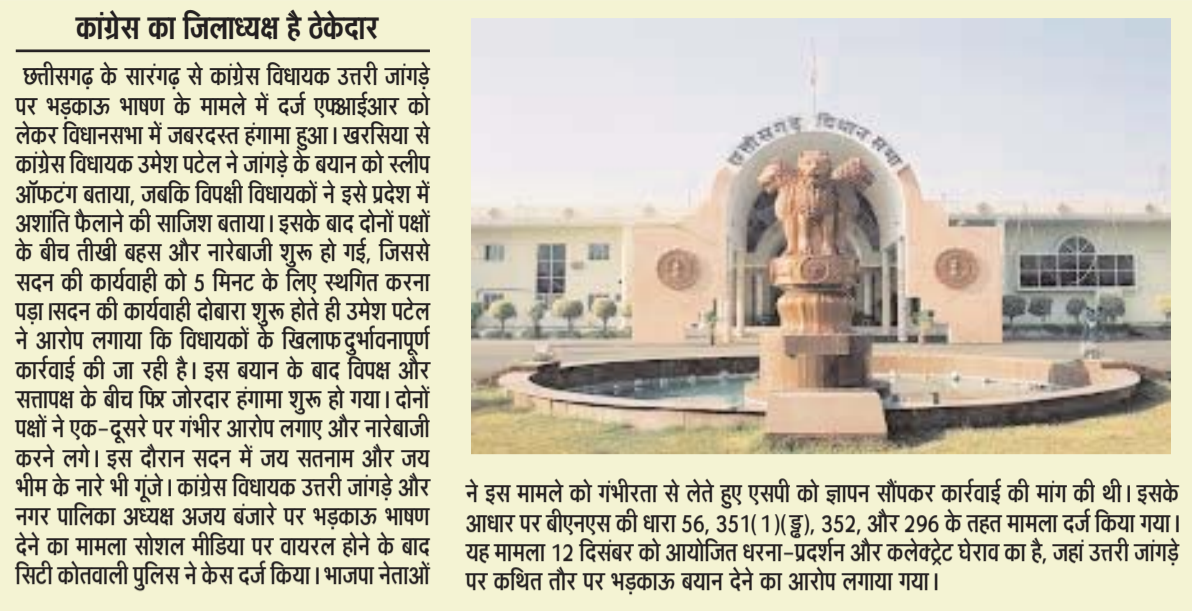 कांग्रेस का जिलाध्यक्ष है ठेकेदार
छत्तीसगढ़ के सारंगढ़ से कांग्रेस विधायक उत्तरी जांगड़े
पर भड़काऊ भाषण के मामले में दर्ज एफआईआर को
लेकर विधानसभा में जबरदस्त हंगामा हुआ। खरसिया से
कांग्रेस विधायक उमेश पटेल ने जांगड़े के बयान को स्लीप
ऑफटंग बताया, जबकि विपक्षी विधायकों ने इसे प्रदेश में
अशांति फैलाने की साजिश बताया। इसके बाद दोनों पक्षों
के बीच तीखी बहस और नारेबाजी शुरू हो गई, जिससे
सदन की कार्यवाही को 5 मिनट के लिए स्थगित करना
पड़ा।सदन की कार्यवाही दोबारा शुरू होते ही उमेश पटेल
ने आरोप लगाया कि विधायकों के खिलाफ दुर्भावनापूर्ण
कार्रवाई की जा रही है। इस बयान के बाद विपक्ष और
सत्तापक्ष के बीच फिर जोरदार हंगामा शुरू हो गया। दोनों
पक्षों ने एक-दूसरे पर गंभीर आरोप लगाए और नारेबाजी
करने लगे। इस दौरान सदन में जय सतनाम और जय
भीम के नारे भी गूंजे। कांग्रेस विधायक उत्तरी जांगड़े और
नगर पालिका अध्यक्ष अजय बंजारे पर भड़काऊ भाषण
देने का मामला सोशल मीडिया पर वायरल होने के बाद
सिटी कोतवाली पुलिस ने केस दर्ज किया। भाजपा नेताओं
छत्तीसगढ़ विधान सभा
ने इस मामले को गंभीरता से लेते हुए एसपी को ज्ञापन सौंपकर कार्रवाई की मांग की थी। इसके
आधार पर बीएनएस की धारा 56, 351(1)(ड्ढ), 352, और 296 के तहत मामला दर्ज किया गया।
यह मामला 12 दिसंबर को आयोजित धरना-प्रदर्शन और कलेक्ट्रेट घेराव का है, जहां उत्तरी जांगड़े
पर कथित तौर पर भड़काऊ बयान देने का आरोप लगाया गया।